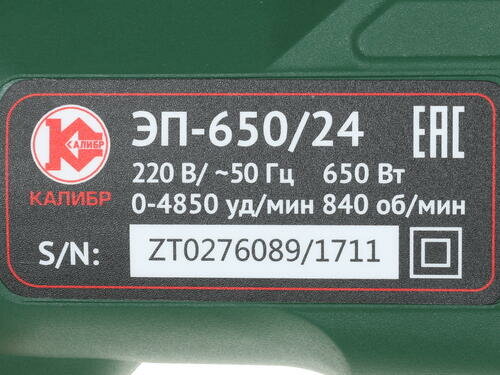 КАЛИБР
КАЛИБР
ЭП-650/24
220 В/ ~50 Гц 650 Вт
0-4850 уд/мин 840 об/мин
S/N: ZT0276089/1711
EAC